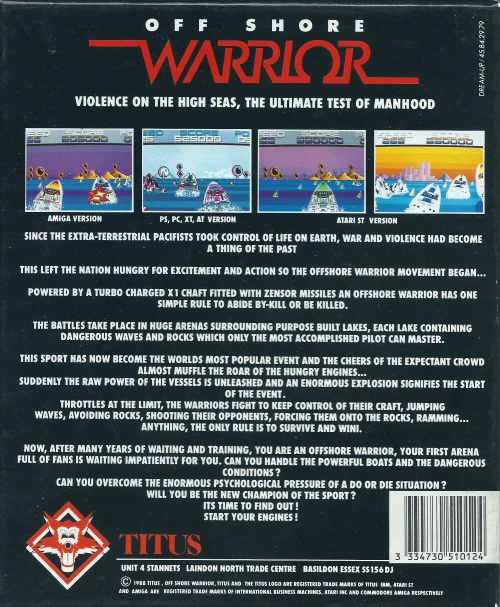 OFF SHORE
WARRIOR
DREAM-UP / 45.84.29.79
VIOLENCE ON THE HIGH SEAS, THE ULTIMATE TEST OF MANHOOD
AMIGA VERSION
PS, PC, XT, AT VERSION
ATARI ST VERSION
SINCE THE EXTRA-TERRESTRIAL PACIFISTS TOOK CONTROL OF LIFE ON EARTH, WAR AND VIOLENCE HAD BECOME
A THING OF THE PAST
THIS LEFT THE NATION HUNGRY FOR EXCITEMENT AND ACTION SO THE OFFSHORE WARRIOR MOVEMENT BEGAN...
POWERED BY A TURBO CHARGED X1 CHAFT FITTED WITH ZENSOR MISSILES AN OFFSHORE WARRIOR HAS ONE
SIMPLE RULE TO ABIDE BY-KILL OR BE KILLED.
THE BATTLES TAKE PLACE IN HUGE ARENAS SURROUNDING PURPOSE BUILT LAKES, EACH LAKE CONTAINING
DANGEROUS WAVES AND ROCKS WHICH ONLY THE MOST ACCOMPLISHED PILOT CAN MASTER.
THIS SPORT HAS NOW BECOME THE WORLDS MOST POPULAR EVENT AND THE CHEERS OF THE EXPECTANT CROWD
ALMOST MUFFLE THE ROAR OF THE HUNGRY ENGINES...
SUDDENLY THE RAW POWER OF THE VESSELS IS UNLEASHED AND AN ENORMOUS EXPLOSION SIGNIFIES THE START
OF THE EVENT.
THROTTLES AT THE LIMIT, THE WARRIORS FIGHT TO KEEP CONTROL OF THEIR CRAFT, JUMPING
WAVES, AVOIDING ROCKS, SHOOTING THEIR OPPONENTS, FORCING THEM ONTO THE ROCKS, RAMMING...
ANYTHING, THE ONLY RULE IS TO SURVIVE AND WIN!.
NOW, AFTER MANY YEARS OF WAITING AND TRAINING, YOU ARE AN OFFSHORE WARRIOR, YOUR FIRST ARENA
FULL OF FANS IS WAITING IMPATIENTLY FOR YOU. CAN YOU HANDLE THE POWERFUL BOATS AND THE DANGEROUS
CONDITIONS ?
CAN YOU OVERCOME THE ENORMOUS PSYCHOLOGICAL PRESSURE OF A DO OR DIE SITUATION ?
WILL YOU BE THE NEW CHAMPION OF THE SPORT ?
ITS TIME TO FIND OUT !
START YOUR ENGINES !
TITUS
3 334730 510124
UNIT 4 STANNETS LAINDON NORTH TRADE CENTRE BASILDON ESSEX SS 156 DJ
© 1988 TITUS , OFF SHORE WARRIOR, TITUS AND THE TITUS LOGO ARE REGISTERED TRADE MARKS OF TITUS IBM, ATARI ST
AND AMIGA ARE REGISTERED TRADE MARKS OF INTERNATIONAL BUSINESS MACHINES, ATARI INC AND COMMODORE AMIGA RESPECTIVELY